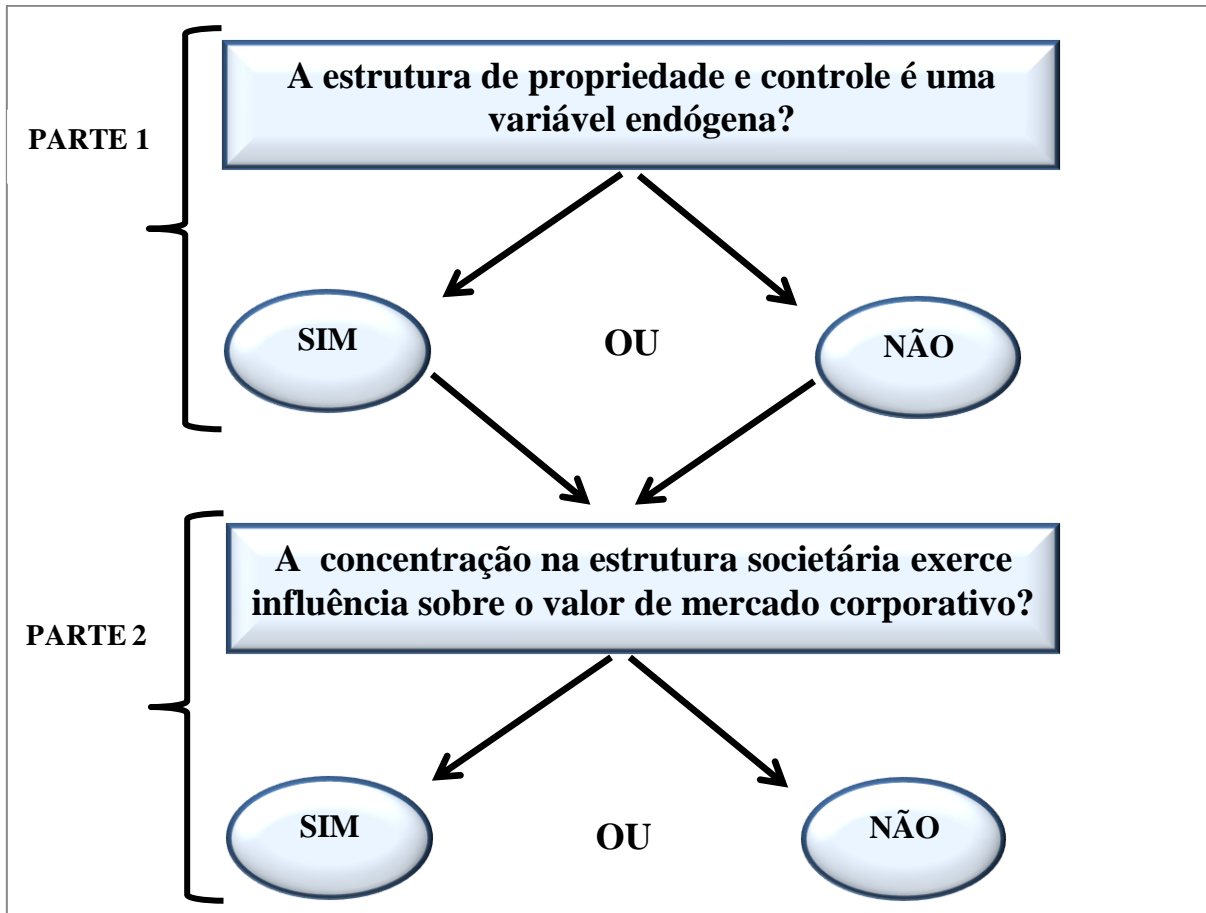 PARTE 1
A estrutura de propriedade e controle é uma
variável endógena?
SIM
OU
NÃO
PARTE 2
A concentração na estrutura societária exerce
influência sobre o valor de mercado corporativo?
SIM
OU
NÃO